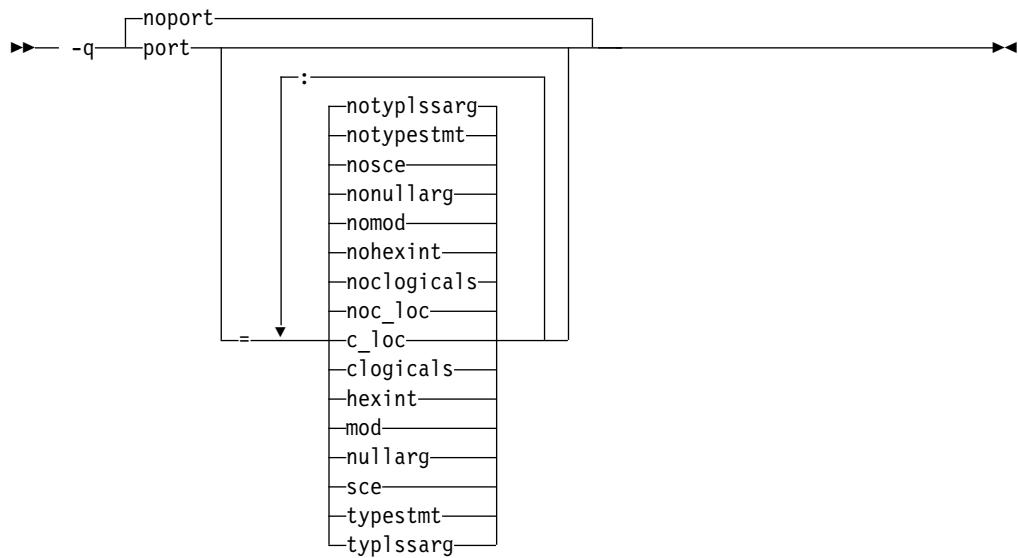 noport
-q port
:
notyplssarg
notypestmt
nosce
nonullarg
nomod
nohexint
noclogicals
noc_loc
= c_loc
clogicals
hexint
mod
nullarg
sce
typestmt
typlssarg